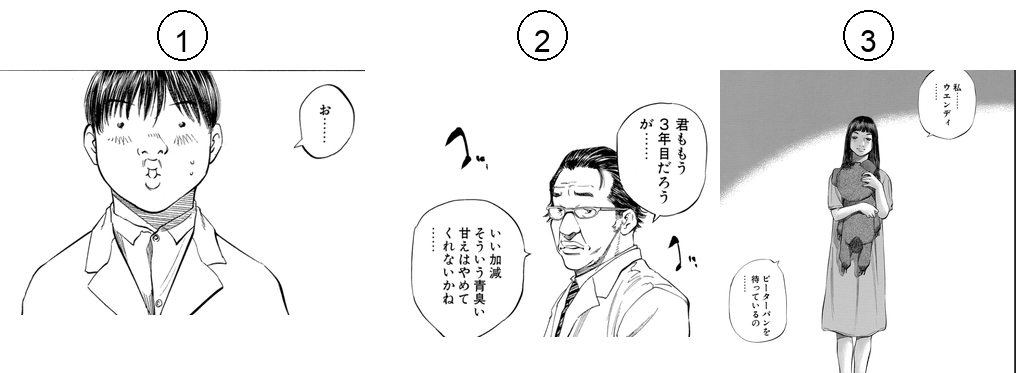 1
お……
2
君ももう
3年目だろう
が……
いい加減
そういう青臭い
甘えはやめて
くれないかね
……
3
私……
ウエンディ
……
ピーターパンを
待っているの
……